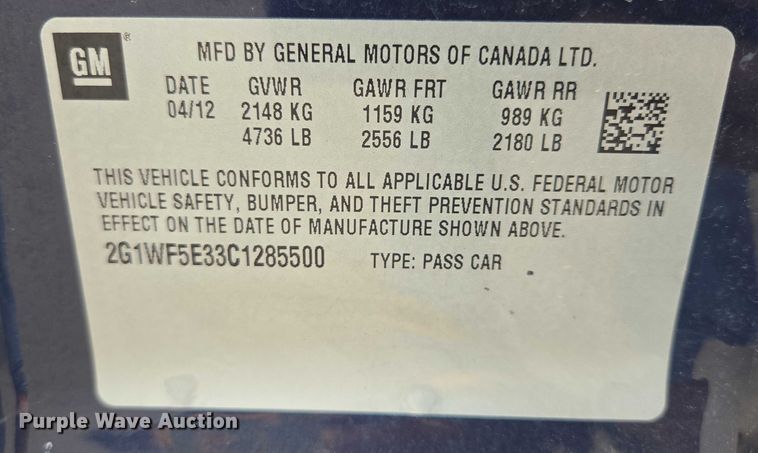 GM ®
MFD BY GENERAL MOTORS OF CANADA LTD.
DATE GVWR GAWR FRT GAWR RR
04/12 2148 KG 1159 KG 989 KG
4736 LB 2556 LB 2180 LB
THIS VEHICLE CONFORMS TO ALL APPLICABLE U.S. FEDERAL MOTOR
VEHICLE SAFETY, BUMPER, AND THEFT PREVENTION STANDARDS IN
EFFECT ON THE DATE OF MANUFACTURE SHOWN ABOVE.
2G1WF5E33C1285500 TYPE: PASS CAR
Purple Wave Auction